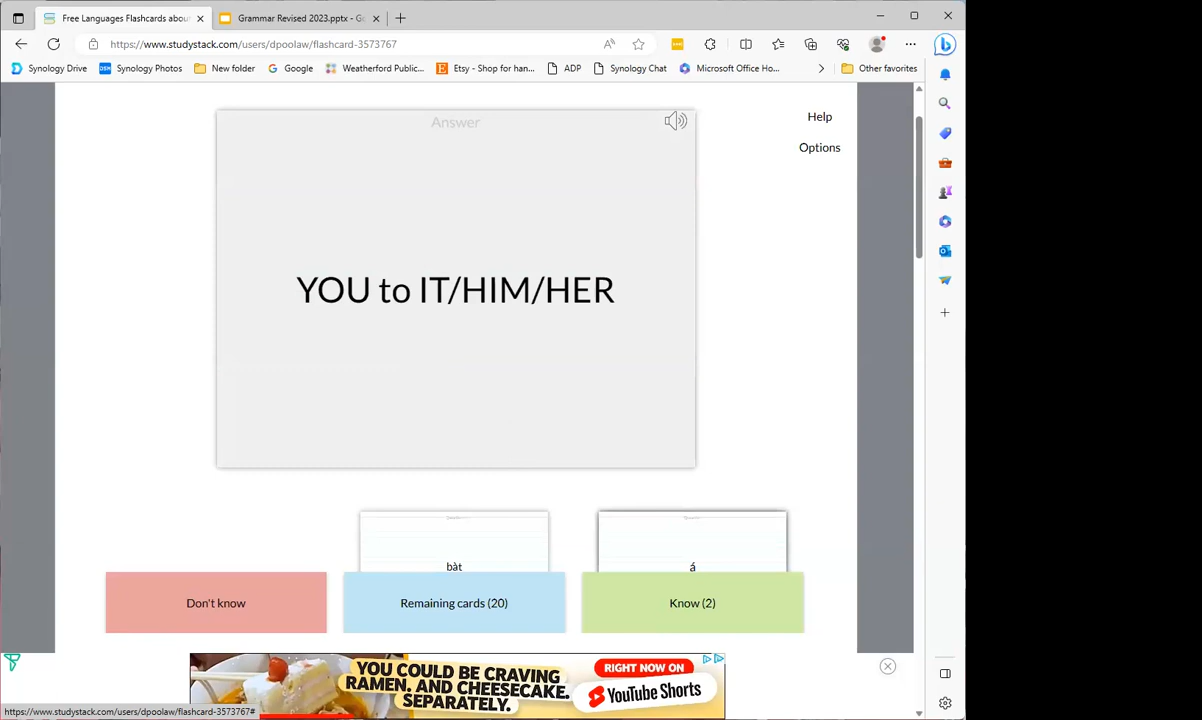 Free Languages Flashcards abou
Grammar Revised 2023.pptx - G
https://www.studystack.com/users/dpoolaw/flashcard-3573767
Synology Drive
Synology Photos
New folder
Google
Weatherford Public...
Etsy - Shop for han...
ADP
Synology Chat
Microsoft Office Ho...
Other favorites
Answer
Help
Options
YOU to IT/HIM/HER
bàt
á
Don't know
Remaining cards (20)
Know (2)
YOU COULD BE CRAVING
RAMEN. AND CHEESECAKE.
SEPARATELY.
RIGHT NOW ON
YouTube Shorts
https://www.studystack.com/users/dpoolaw/flashcard-3573767#